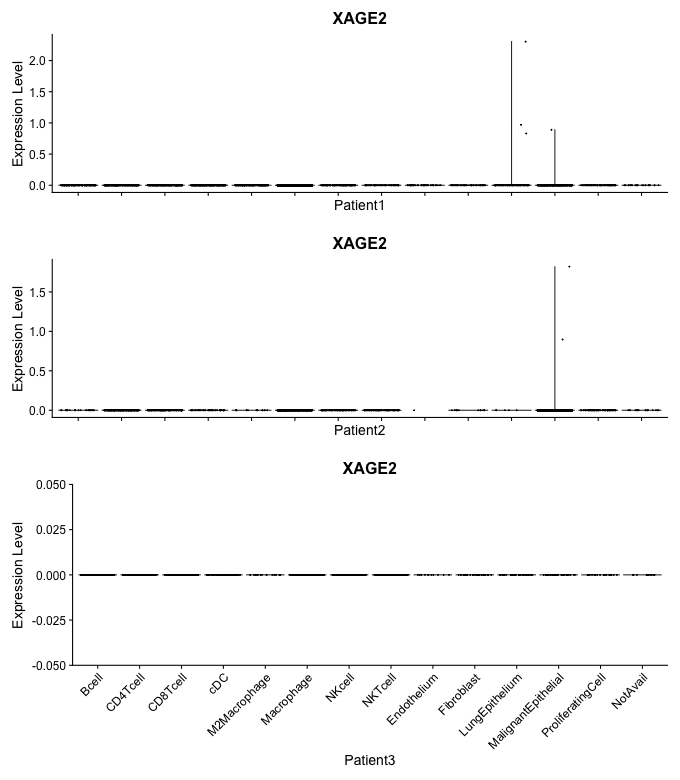 XAGE2
Expression Level
2.0
1.5
1.0
0.5
0.0
Patient1
XAGE2
Expression Level
1.5
1.0
0.5
0.0
Patient2
XAGE2
Expression Level
0.050
0.025
0.000
-0.025
-0.050
Bcell
CD4Tcell
CD8Tcell
cDC
M2Macrophage
Macrophage
NKcell
NKTcell
Endothelium
Fibroblast
LungEpithelium
MalignantEpithelial
ProliferatingCell
NotAvail
Patient3